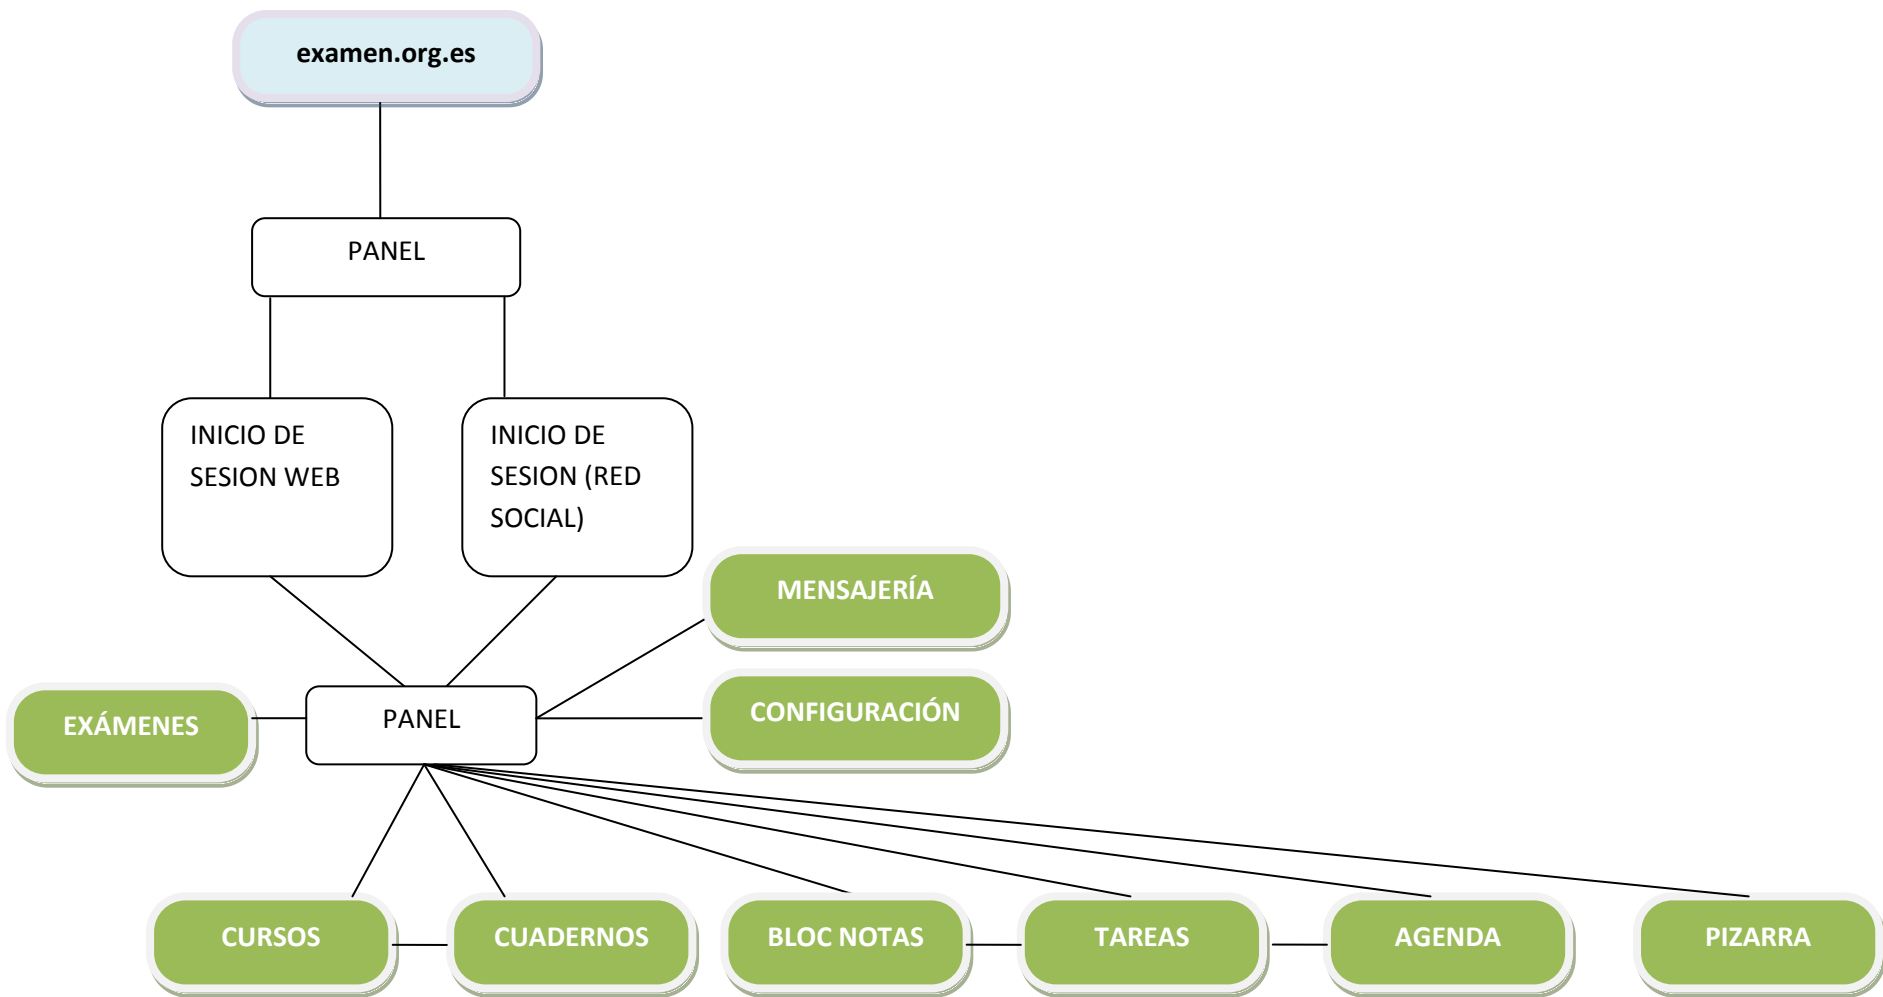 examen.org.es
PANEL
INICIO DE
SESION WEB
INICIO DE
SESION (RED
SOCIAL)
MENSAJERÍA
CONFIGURACIÓN
EXÁMENES
PANEL
CURSOS
CUADERNOS
BLOC NOTAS
TAREAS
AGENDA
PIZARRA